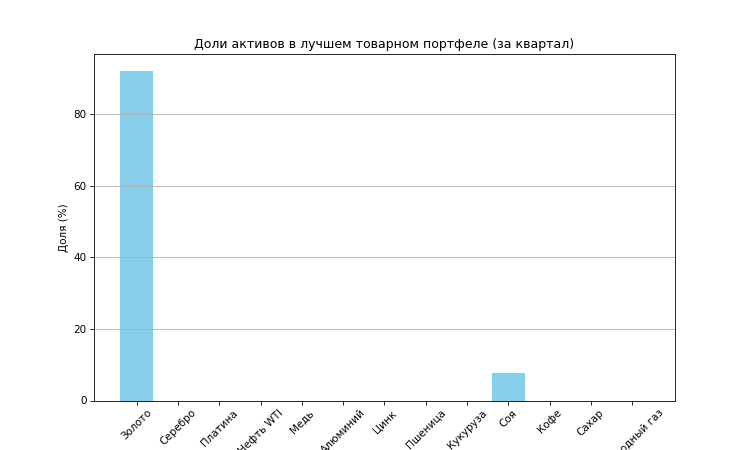 Доли активов в лучшем товарном портфеле (за квартал)
Доля (%)
80
60
40
20
0
Золото
Серебро
Платина
Нефть WTI
Медь
Алюминий
Цинк
Пшеница
Кукуруза
Соя
Кофе
Сахар
газ